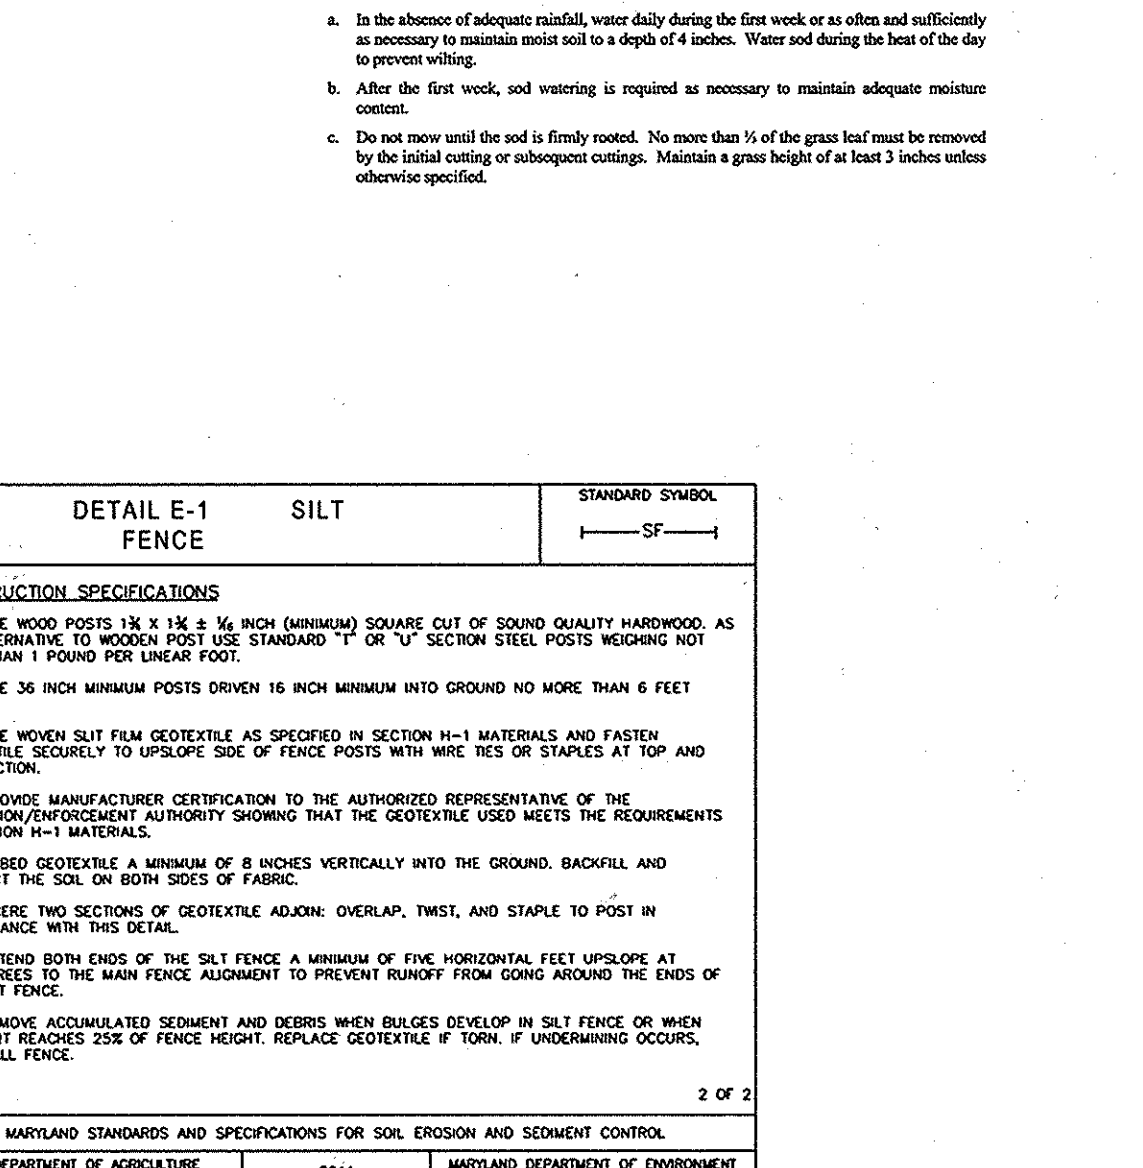 a. In the absence of adequate rainfall, water daily during the first week or as often and sufficiently
as necessary to maintain moist soil to a depth of 4 inches. Water sod during the heat of the day
to prevent wilting.
b. After the first week, sod watering is required as necessary to maintain adequate moisture
content.
c. Do not mow until the sod is firmly rooted. No more than ⅓ of the grass leaf must be removed
by the initial cutting or subsequent cuttings. Maintain a grass height of at least 3 inches unless
otherwise specified.
DETAIL E-1 SILT
FENCE
STANDARD SYMBOL
SF
UCTION SPECIFICATIONS
E WOOD POSTS 1¾ X 1¾ ± 1/16 INCH (MINIMUM) SQUARE CUT OF SOUND QUALITY HARDWOOD. AS
ERNATIVE TO WOODEN POST USE STANDARD "T" OR "U" SECTION STEEL POSTS WEIGHING NOT
AN 1 POUND PER LINEAR FOOT.
E 36 INCH MINIMUM POSTS DRIVEN 16 INCH MINIMUM INTO GROUND NO MORE THAN 6 FEET
E WOVEN SLIT FILM GEOTEXTILE AS SPECIFIED IN SECTION H-1 MATERIALS AND FASTEN
TILE SECURELY TO UPSLOPE SIDE OF FENCE POSTS WITH WIRE TIES OR STAPLES AT TOP AND
CTION.
OVIDE MANUFACTURER CERTIFICATION TO THE AUTHORIZED REPRESENTATIVE OF THE
ION/ENFORCEMENT AUTHORITY SHOWING THAT THE GEOTEXTILE USED MEETS THE REQUIREMENTS
ION H-1 MATERIALS.
BED GEOTEXTILE A MINIMUM OF 8 INCHES VERTICALLY INTO THE GROUND. BACKFILL AND
T THE SOIL ON BOTH SIDES OF FABRIC.
ERE TWO SECTIONS OF GEOTEXTILE ADJOIN: OVERLAP, TWIST, AND STAPLE TO POST IN
ANCE WITH THIS DETAIL.
TEND BOTH ENDS OF THE SILT FENCE A MINIMUM OF FIVE HORIZONTAL FEET UPSLOPE AT
REES TO THE MAIN FENCE ALIGNMENT TO PREVENT RUNOFF FROM GOING AROUND THE ENDS OF
T FENCE.
MOVE ACCUMULATED SEDIMENT AND DEBRIS WHEN BULGES DEVELOP IN SILT FENCE OR WHEN
T REACHES 25% OF FENCE HEIGHT. REPLACE GEOTEXTILE IF TORN. IF UNDERMINING OCCURS,
LL FENCE.
2 OF 2
MARYLAND STANDARDS AND SPECIFICATIONS FOR SOIL EROSION AND SEDIMENT CONTROL
DEPARTMENT OF AGRICULTURE
MARYLAND DEPARTMENT OF ENVIRONMENT